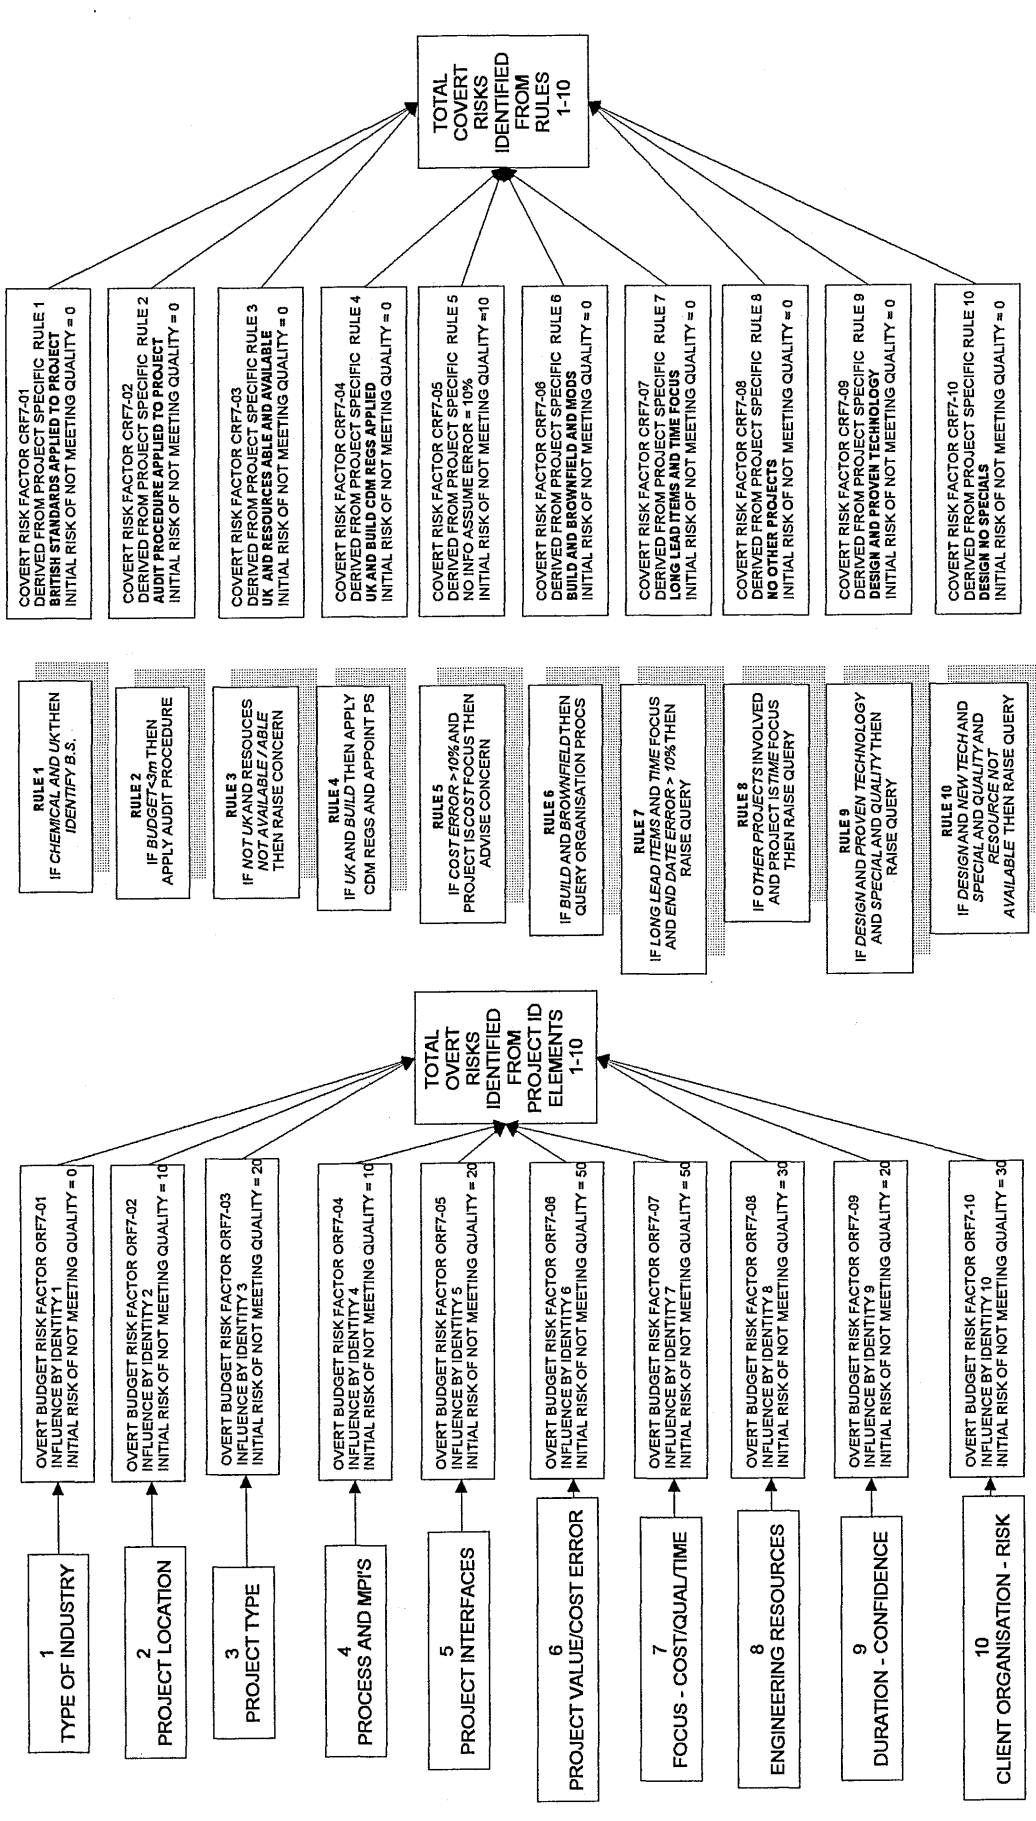 1
TYPE OF INDUSTRY
2
PROJECT LOCATION
3
PROJECT TYPE
4
PROCESS AND MPI'S
5
PROJECT INTERFACES
6
PROJECT VALUE/COST ERROR
7
FOCUS - COST/QUAL/TIME
8
ENGINEERING RESOURCES
9
DURATION - CONFIDENCE
10
CLIENT ORGANISATION - RISK
OVERT BUDGET RISK FACTOR ORF7-01
INFLUENCE BY IDENTITY 1
INITIAL RISK OF NOT MEETING QUALITY = 0
OVERT BUDGET RISK FACTOR ORF7-02
INFLUENCE BY IDENTITY 2
INITIAL RISK OF NOT MEETING QUALITY = 10
OVERT BUDGET RISK FACTOR ORF7-03
INFLUENCE BY IDENTITY 3
INITIAL RISK OF NOT MEETING QUALITY = 20
OVERT BUDGET RISK FACTOR ORF7-04
INFLUENCE BY IDENTITY 4
INITIAL RISK OF NOT MEETING QUALITY = 10
OVERT BUDGET RISK FACTOR ORF7-05
INFLUENCE BY IDENTITY 5
INITIAL RISK OF NOT MEETING QUALITY = 20
OVERT BUDGET RISK FACTOR ORF7-06
INFLUENCE BY IDENTITY 6
INITIAL RISK OF NOT MEETING QUALITY = 50
OVERT BUDGET RISK FACTOR ORF7-07
INFLUENCE BY IDENTITY 7
INITIAL RISK OF NOT MEETING QUALITY = 50
OVERT BUDGET RISK FACTOR ORF7-08
INFLUENCE BY IDENTITY 8
INITIAL RISK OF NOT MEETING QUALITY = 30
OVERT BUDGET RISK FACTOR ORF7-09
INFLUENCE BY IDENTITY 9
INITIAL RISK OF NOT MEETING QUALITY = 20
OVERT BUDGET RISK FACTOR ORF7-10
INFLUENCE BY IDENTITY 10
INITIAL RISK OF NOT MEETING QUALITY = 30
TOTAL
OVERT
RISKS
IDENTIFIED
FROM
PROJECT ID
ELEMENTS
1-10
RULE 1
IF CHEMICAL AND UK THEN
IDENTIFY B.S.
RULE 2
IF BUDGET<3m THEN
APPLY AUDIT PROCEDURE
RULE 3
IF NOT UK AND RESOUCES
NOT AVAILABLE / ABLE
THEN RAISE CONCERN
RULE 4
IF UK AND BUILD THEN APPLY
CDM REGS AND APPOINT PS
RULE 5
IF COST ERROR >10% AND
PROJECT IS COST FOCUS THEN
ADVISE CONCERN
RULE 6
IF BUILD AND BROWNFIELD THEN
QUERY ORGANISATION PROCS
RULE 7
IF LONG LEAD ITEMS AND TIME FOCUS
AND END DATE ERROR > 10% THEN
RAISE QUERY
RULE 8
IF OTHER PROJECTS INVOLVED
AND PROJECT IS TIME FOCUS
THEN RAISE QUERY
RULE 9
IF DESIGN AND PROVEN TECHNOLOGY
AND SPECIAL AND QUALITY THEN
RAISE QUERY
RULE 10
IF DESIGN AND NEW TECH AND
SPECIAL AND QUALITY AND
RESOURCE NOT
AVAILABLE THEN RAISE QUERY
COVERT RISK FACTOR CRF7-01
DERIVED FROM PROJECT SPECIFIC RULE 1
BRITISH STANDARDS APPLIED TO PROJECT
INITIAL RISK OF NOT MEETING QUALITY = 0
COVERT RISK FACTOR CRF7-02
DERIVED FROM PROJECT SPECIFIC RULE 2
AUDIT PROCEDURE APPLIED TO PROJECT
INITIAL RISK OF NOT MEETING QUALITY = 0
COVERT RISK FACTOR CRF7-03
DERIVED FROM PROJECT SPECIFIC RULE 3
UK AND RESOURCES ABLE AND AVAILABLE
INITIAL RISK OF NOT MEETING QUALITY = 0
COVERT RISK FACTOR CRF7-04
DERIVED FROM PROJECT SPECIFIC RULE 4
UK AND BUILD CDM REGS APPLIED
INITIAL RISK OF NOT MEETING QUALITY = 0
COVERT RISK FACTOR CRF7-05
DERIVED FROM PROJECT SPECIFIC RULE 5
NO INFO ASSUME ERROR = 10%
INITIAL RISK OF NOT MEETING QUALITY =10
COVERT RISK FACTOR CRF7-06
DERIVED FROM PROJECT SPECIFIC RULE 6
BUILD AND BROWNFIELD AND MODS
INITIAL RISK OF NOT MEETING QUALITY = 0
COVERT RISK FACTOR CRF7-07
DERIVED FROM PROJECT SPECIFIC RULE 7
LONG LEAD ITEMS AND TIME FOCUS
INITIAL RISK OF NOT MEETING QUALITY = 0
COVERT RISK FACTOR CRF7-08
DERIVED FROM PROJECT SPECIFIC RULE 8
NO OTHER PROJECTS
INITIAL RISK OF NOT MEETING QUALITY = 0
COVERT RISK FACTOR CRF7-09
DERIVED FROM PROJECT SPECIFIC RULE 9
DESIGN AND PROVEN TECHNOLOGY
INITIAL RISK OF NOT MEETING QUALITY = 0
COVERT RISK FACTOR CRF7-10
DERIVED FROM PROJECT SPECIFIC RULE 10
DESIGN NO SPECIALS
INITIAL RISK OF NOT MEETING QUALITY = 0
TOTAL
COVERT
RISKS
IDENTIFIED
FROM
RULES
1-10